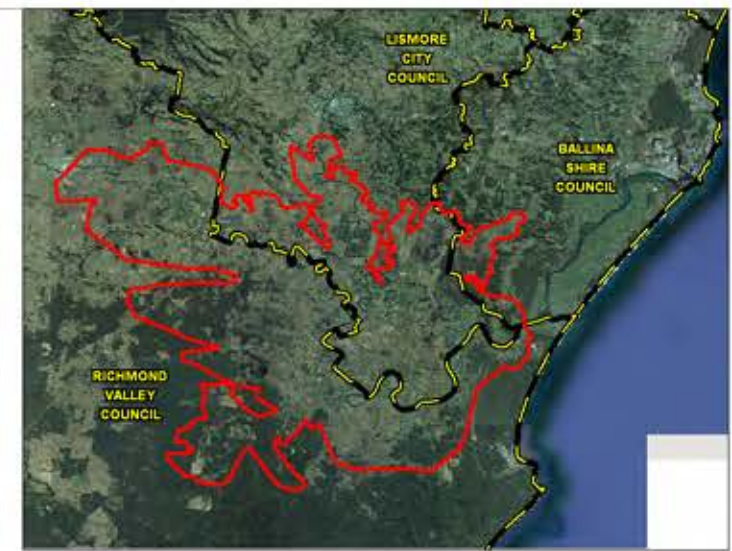 LISMORE
CITY
COUNCIL
BALLINA
SHIRE
COUNCIL
RICHMOND
VALLEY
COUNCIL